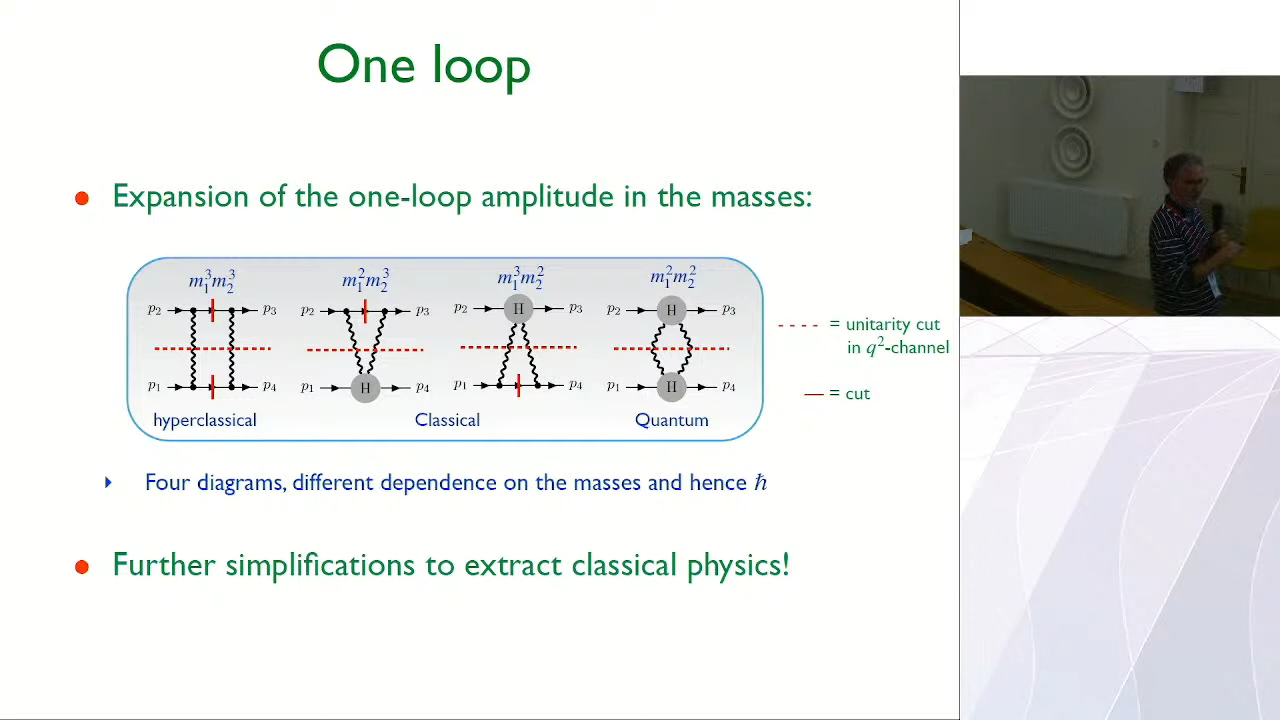 One loop
• Expansion of the one-loop amplitude in the masses:
m₁³m₂³ m₁²m₂³ m₁³m₂² m₁²m₂²
p₂ p₃ p₂ p₃ p₂ H p₃ p₂ H p₃
p₁ p₄ p₁ H p₄ p₁ p₄ p₁ H p₄
hyperclassical Classical Quantum
---- = unitarity cut
in q²-channel
— = cut
‣ Four diagrams, different dependence on the masses and hence ℏ
• Further simplifications to extract classical physics!